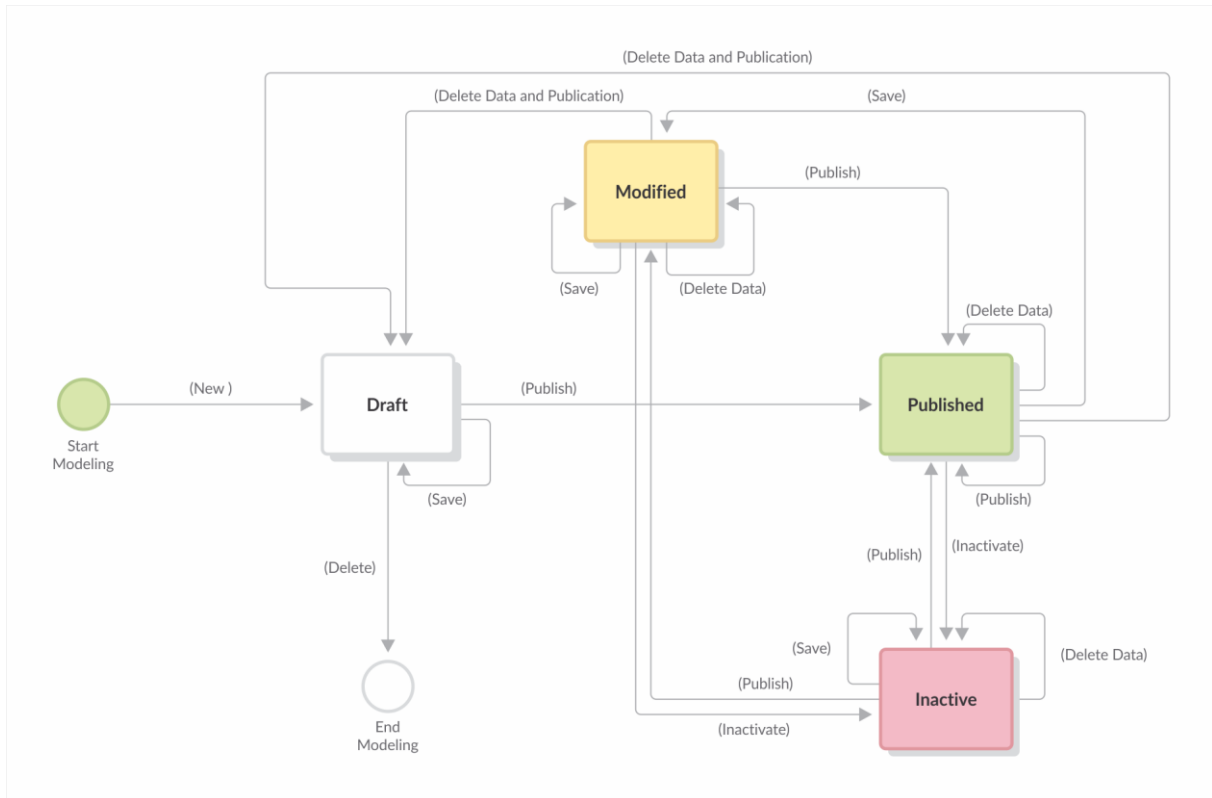 (Delete Data and Publication)
(Delete Data and Publication)
(Save)
(Publish)
Modified
(Save)
(Delete Data)
(Delete Data)
(New )
Draft
(Publish)
Published
Start
Modeling
(Save)
(Publish)
(Delete)
(Publish)
(Inactivate)
(Save)
(Delete Data)
(Publish)
Inactive
(Inactivate)
End
Modeling